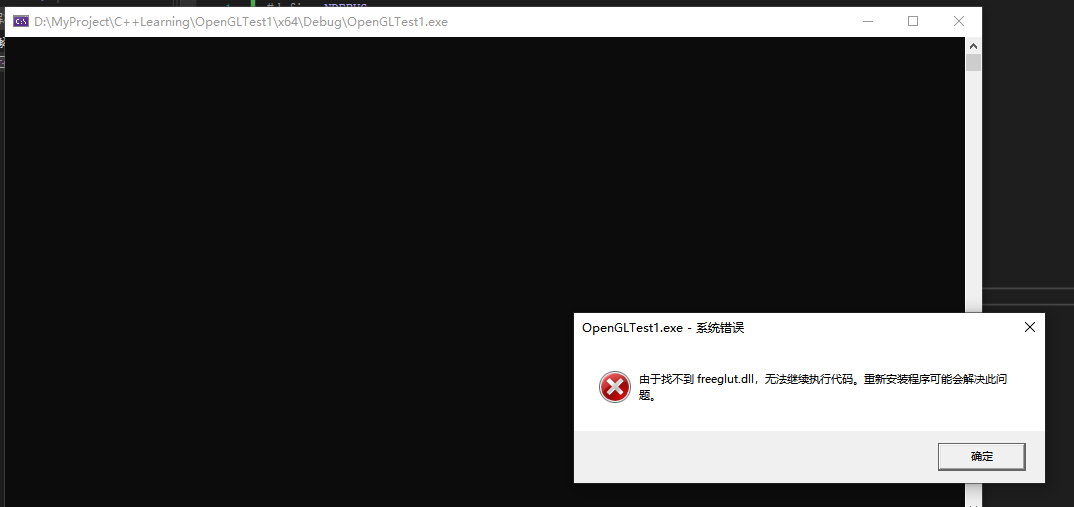 D:\MyProject\C++Learning\OpenGLTest1\x64\Debug\OpenGLTest1.exe
OpenGLTest1.exe - 系统错误
由于找不到 freeglut.dll，无法继续执行代码。重新安装程序可能会解决此问
题。
确定